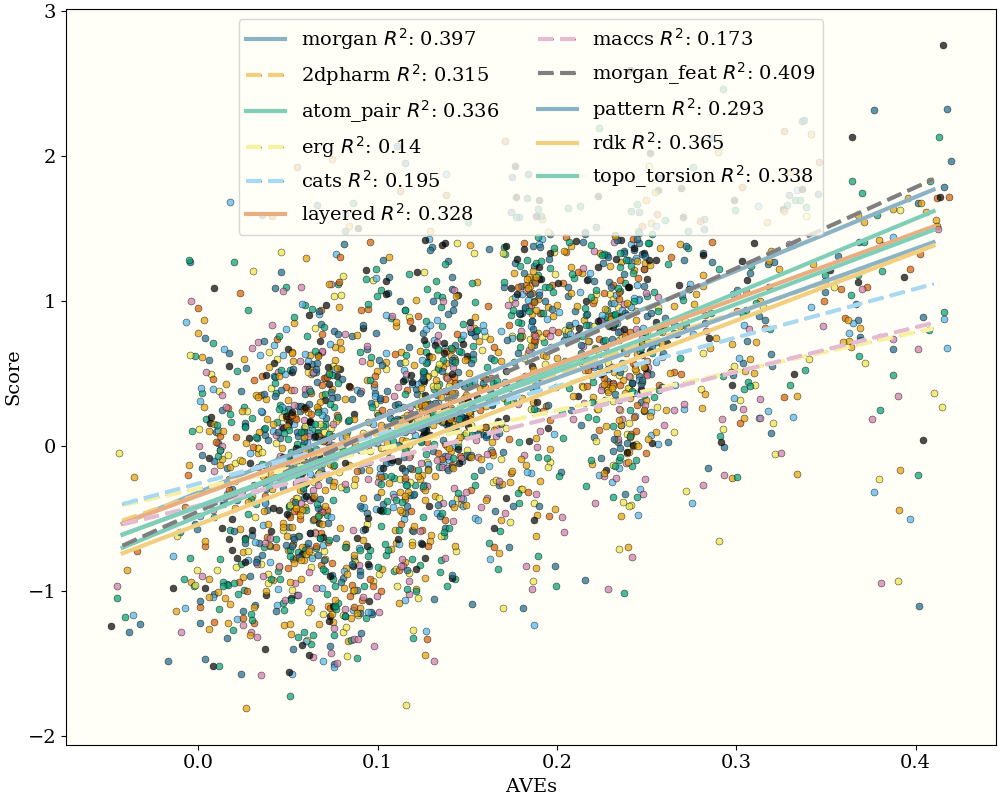 morgan R²: 0.397
2dpharm R²: 0.315
atom_pair R²: 0.336
erg R²: 0.14
cats R²: 0.195
layered R²: 0.328
maccs R²: 0.173
morgan_feat R²: 0.409
pattern R²: 0.293
rdk R²: 0.365
topo_torsion R²: 0.338
3
2
1
0
−1
−2
Score
0.0 0.1 0.2 0.3 0.4
AVEs